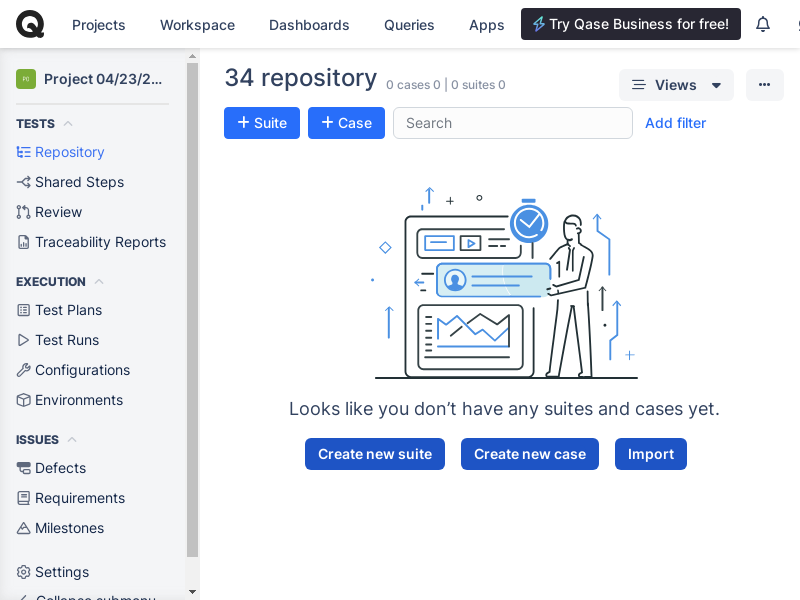 Projects
Workspace
Dashboards
Queries
Apps
Try Qase Business for free!
Project 04/23/2...
TESTS
Repository
Shared Steps
Review
Traceability Reports
EXECUTION
Test Plans
Test Runs
Configurations
Environments
ISSUES
Defects
Requirements
Milestones
Settings
Collapse submenu
34 repository
0 cases 0 | 0 suites 0
Views
+ Suite
+ Case
Search
Add filter
Looks like you don’t have any suites and cases yet.
Create new suite
Create new case
Import